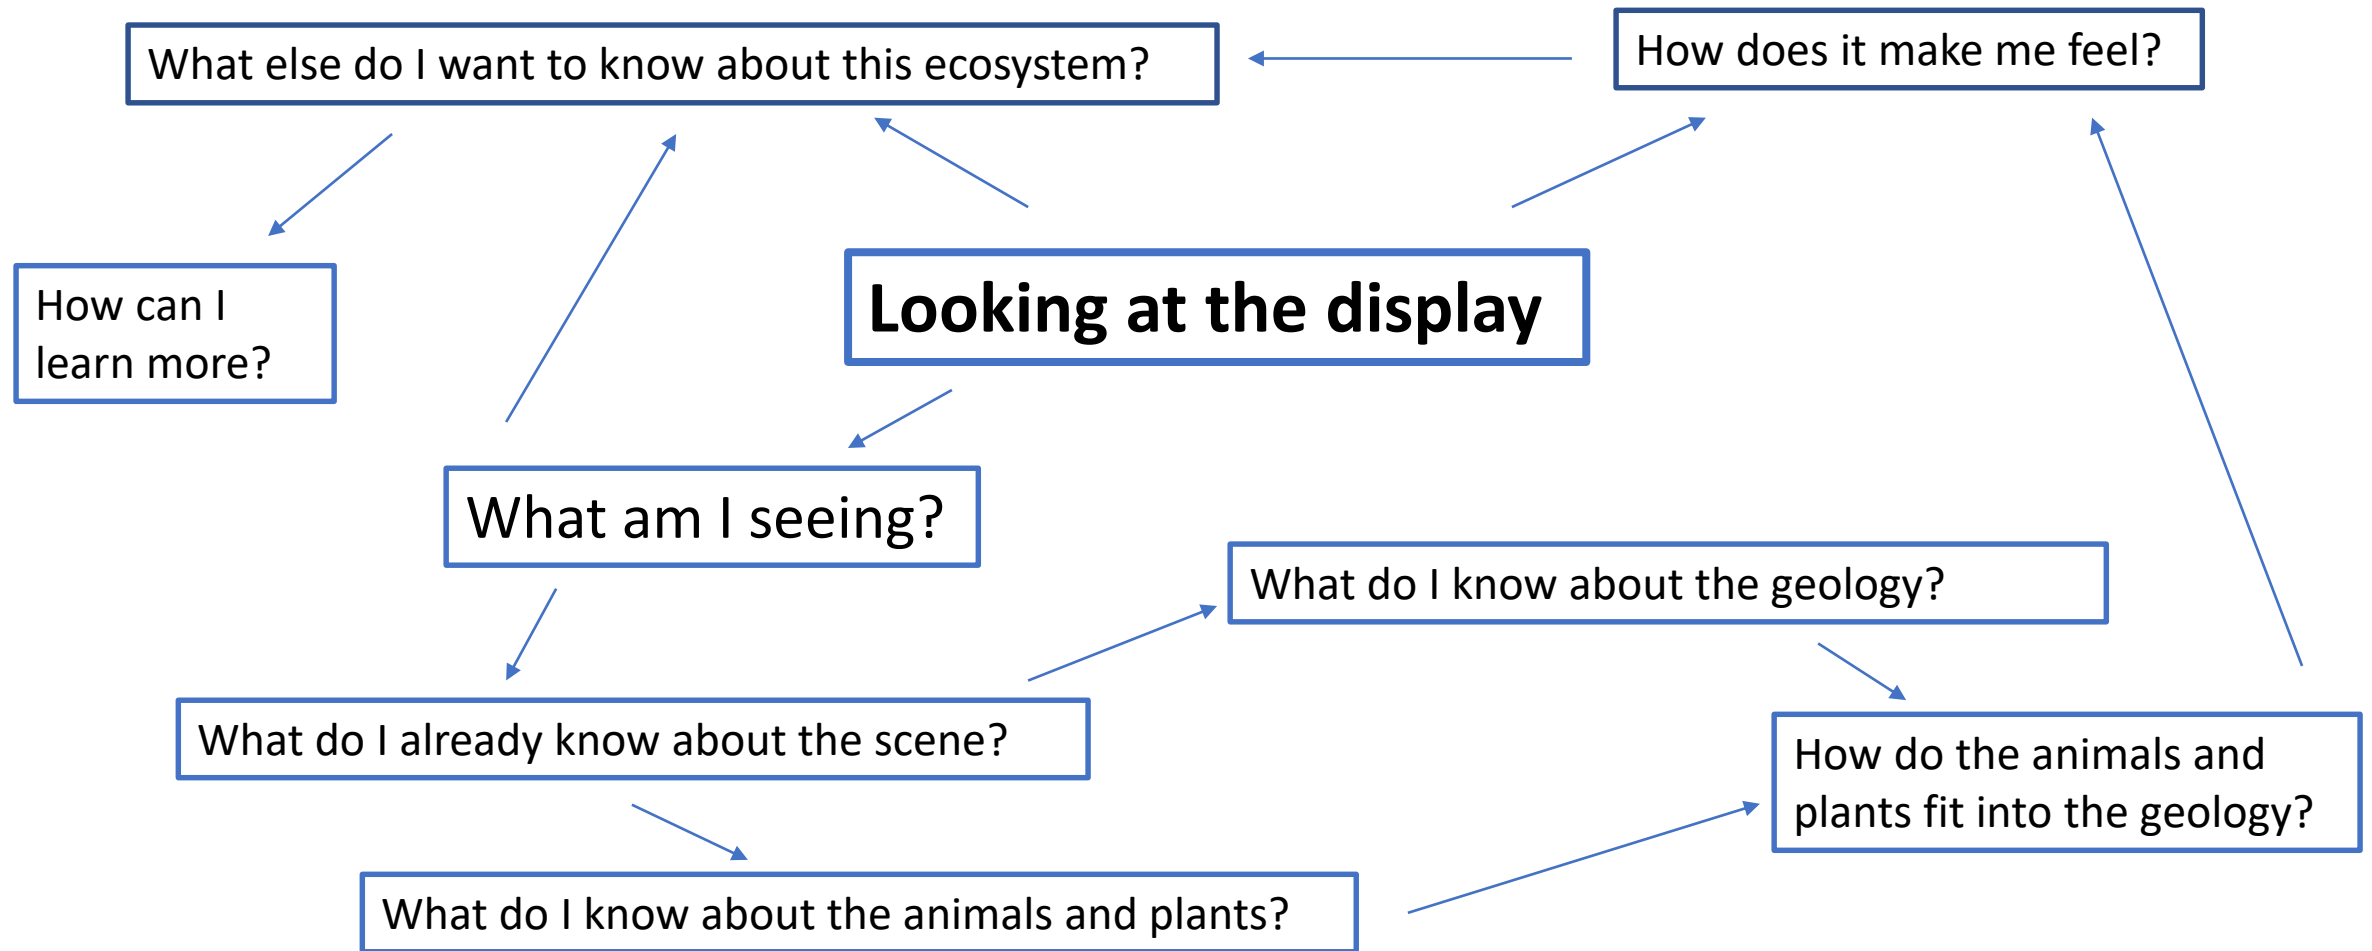 What else do I want to know about this ecosystem?
How does it make me feel?
How can I
learn more?
Looking at the display
What am I seeing?
What do I know about the geology?
What do I already know about the scene?
How do the animals and
plants fit into the geology?
What do I know about the animals and plants?